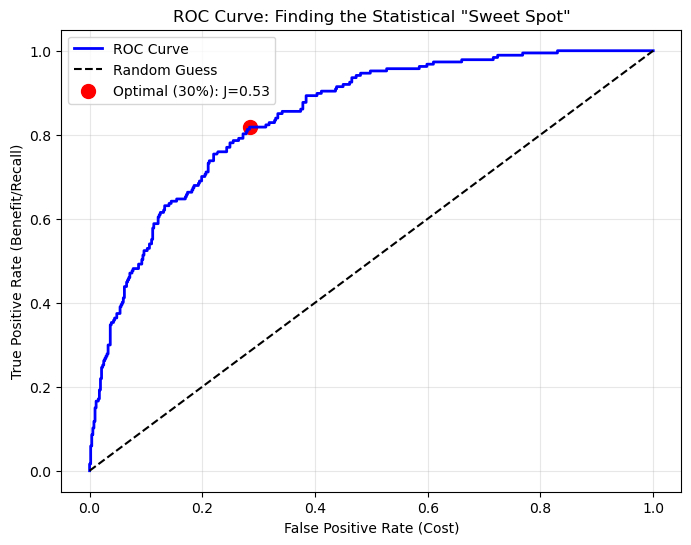 ROC Curve: Finding the Statistical "Sweet Spot"
ROC Curve
Random Guess
Optimal (30%): J=0.53
True Positive Rate (Benefit/Recall)
1.0
0.8
0.6
0.4
0.2
0.0
0.0 0.2 0.4 0.6 0.8 1.0
False Positive Rate (Cost)